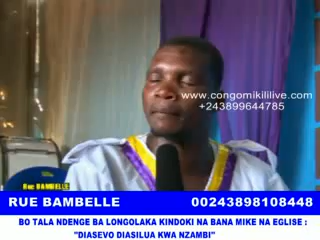 www.congomikililive.com
+243899644785
Rue BAMBELLE
RUE BAMBELLE 00243898108448
BO TALA NDENGE BA LONGOLAKA KINDOKI NA BANA MIKE NA EGLISE :
"DIASEVO DIASILUA KWA NZAMBI"